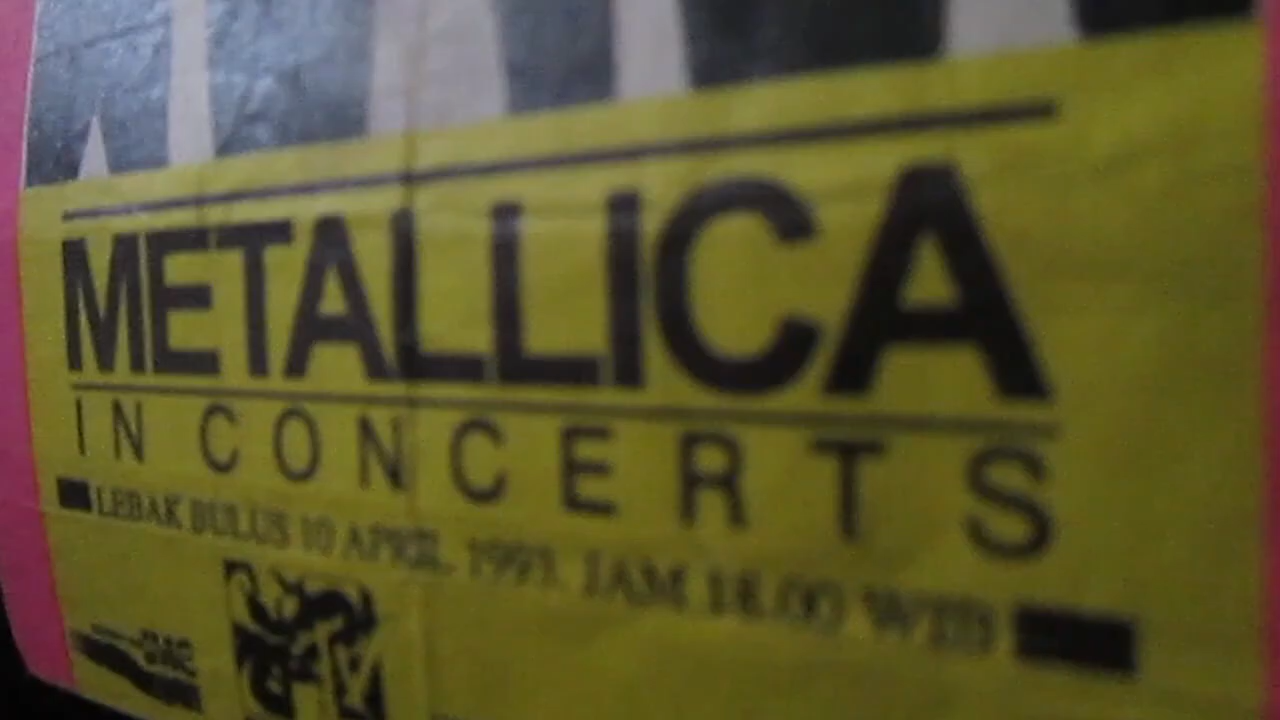 METALLICA
IN CONCERTS
LEBAK BULUS 10 APRIL, 1993. JAM 18.00 WIB